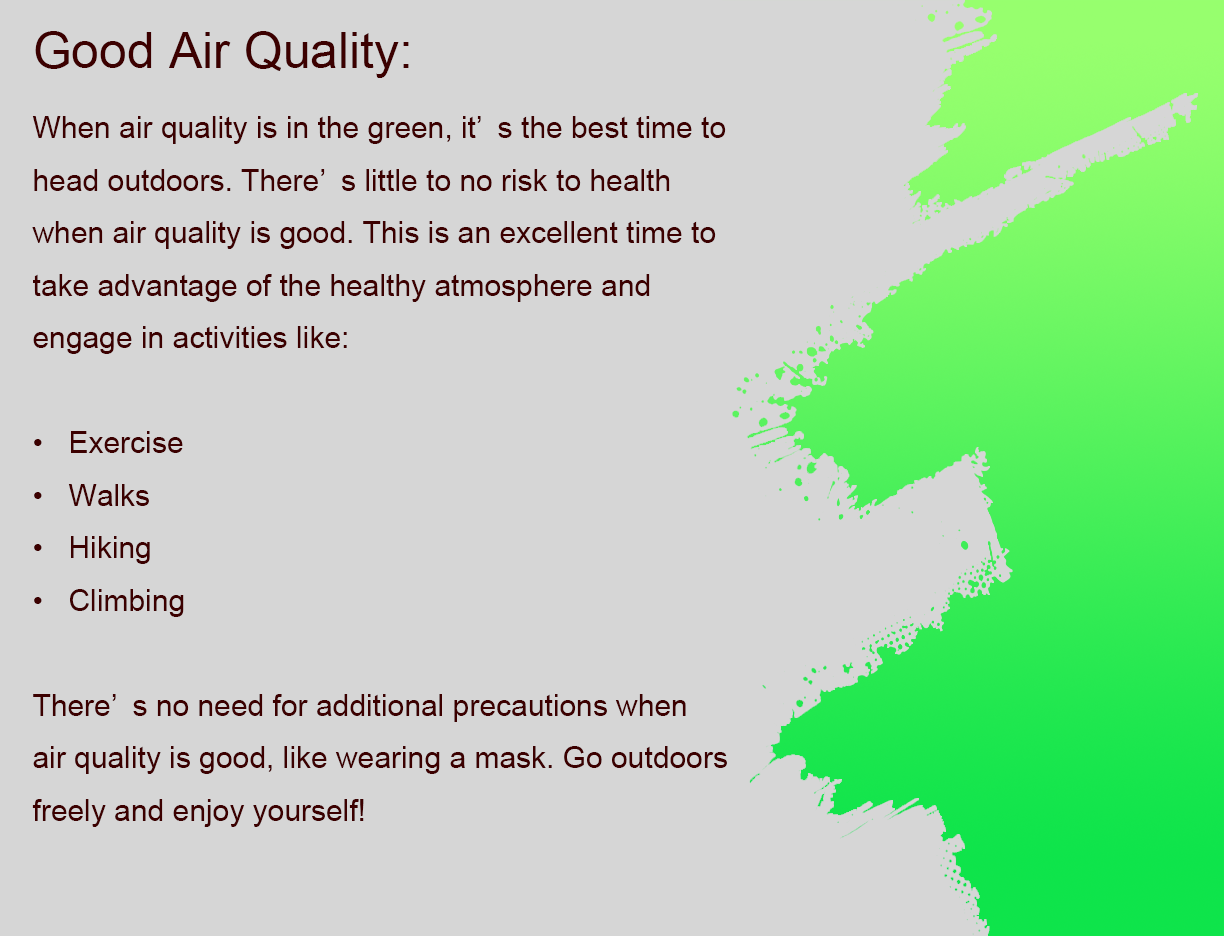 Good Air Quality:
When air quality is in the green, it’s the best time to
head outdoors. There’s little to no risk to health
when air quality is good. This is an excellent time to
take advantage of the healthy atmosphere and
engage in activities like:
• Exercise
• Walks
• Hiking
• Climbing
There’s no need for additional precautions when
air quality is good, like wearing a mask. Go outdoors
freely and enjoy yourself!